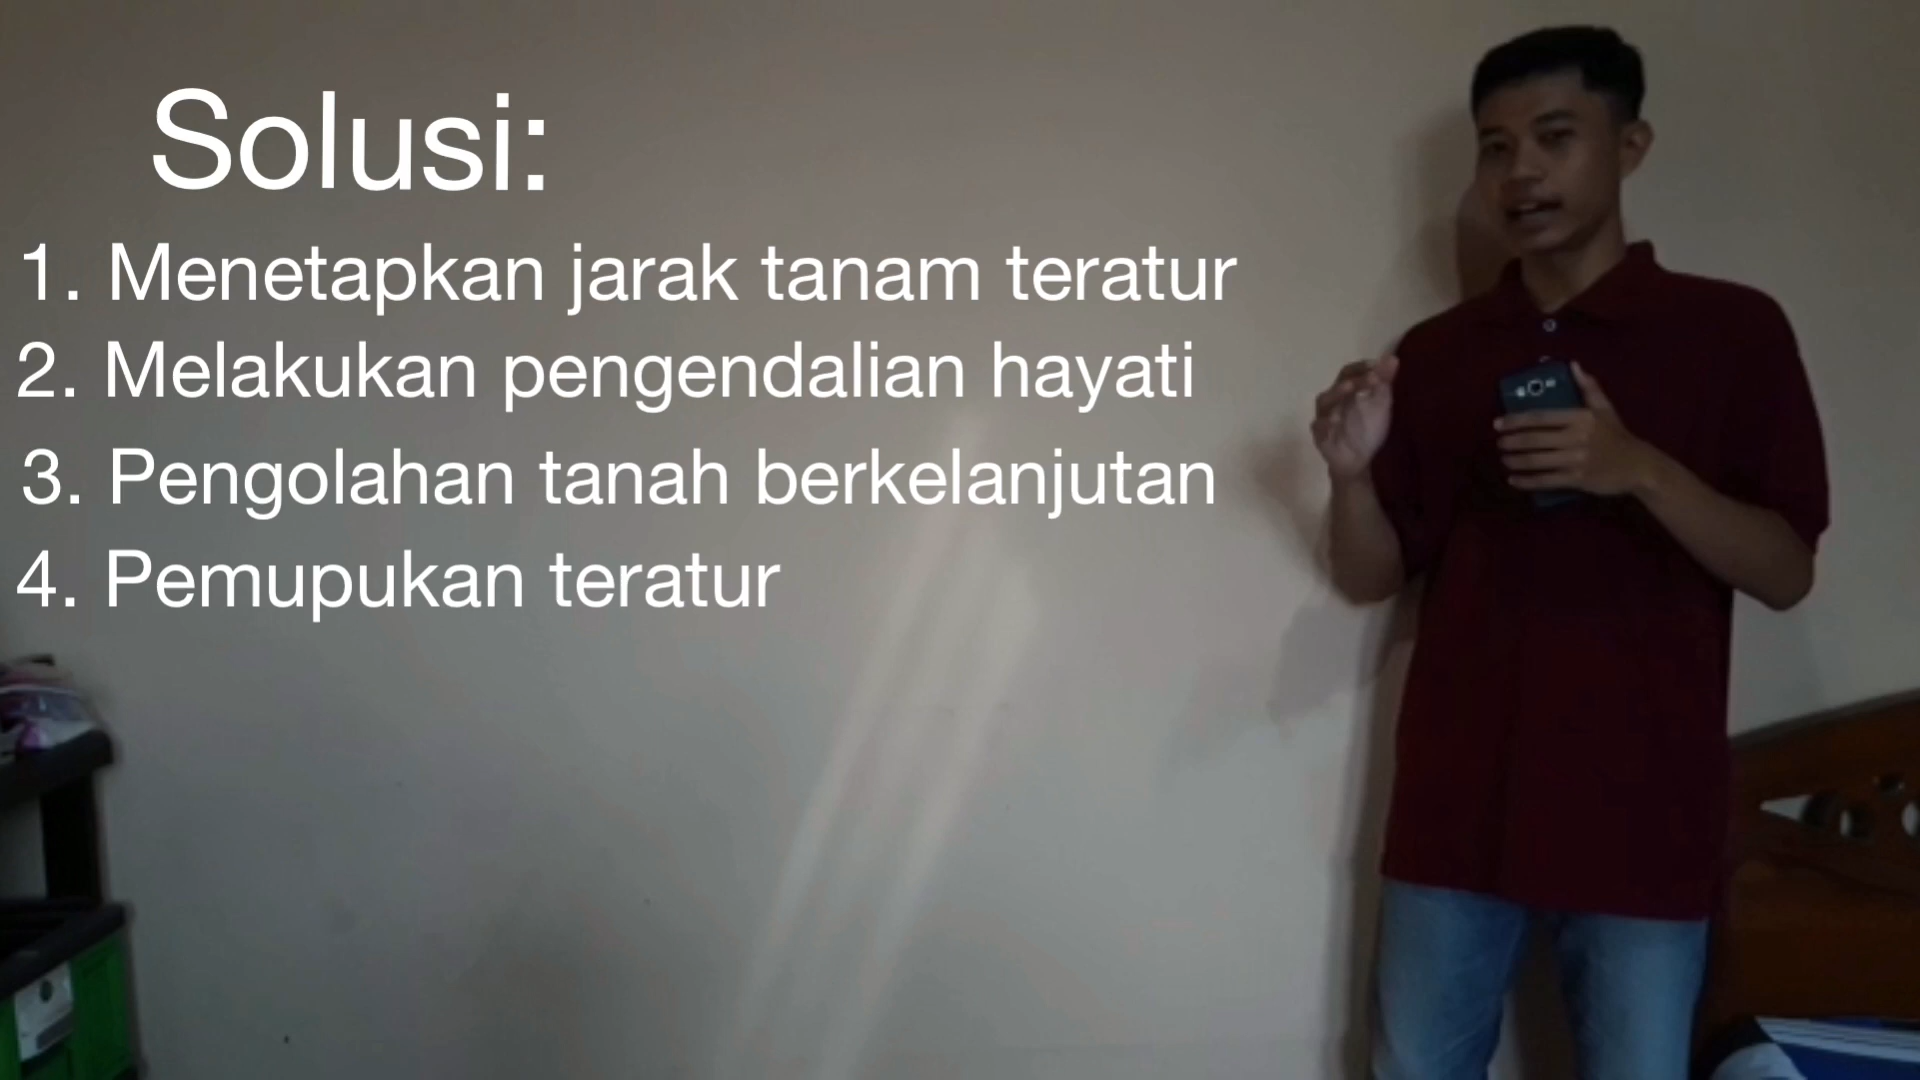 Solusi:
1. Menetapkan jarak tanam teratur
2. Melakukan pengendalian hayati
3. Pengolahan tanah berkelanjutan
4. Pemupukan teratur